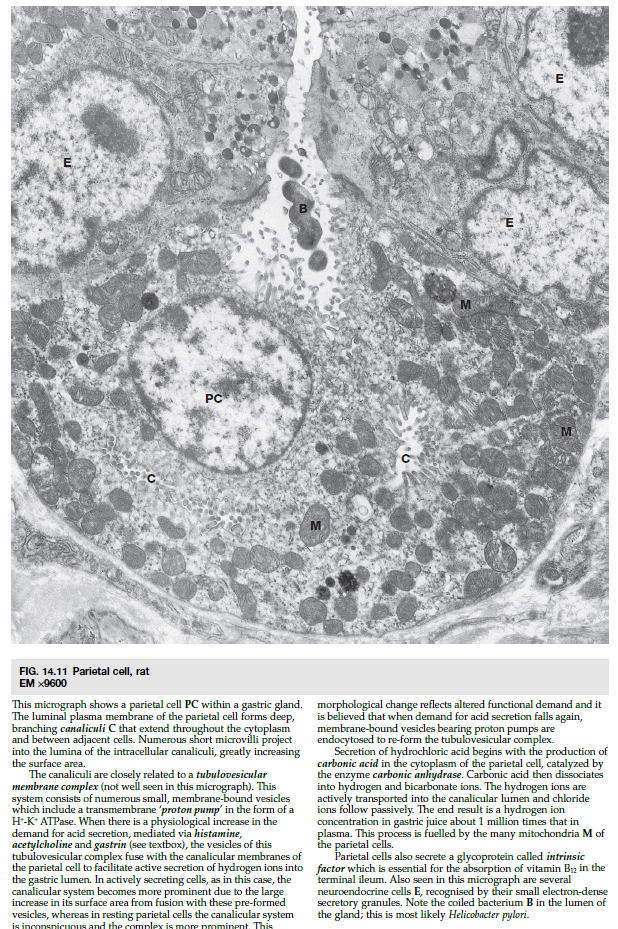 E
E
B
E
M
PC
M
C
C
M
FIG. 14.11 Parietal cell, rat
EM ×9600
This micrograph shows a parietal cell PC within a gastric gland.
The luminal plasma membrane of the parietal cell forms deep,
branching canaliculi C that extend throughout the cytoplasm
and between adjacent cells. Numerous short microvilli project
into the lumina of the intracellular canaliculi, greatly increasing
the surface area.
The canaliculi are closely related to a tubulovesicular
membrane complex (not well seen in this micrograph). This
system consists of numerous small, membrane-bound vesicles
which include a transmembrane ‘proton pump’ in the form of a
H⁺-K⁺ ATPase. When there is a physiological increase in the
demand for acid secretion, mediated via histamine,
acetylcholine and gastrin (see textbox), the vesicles of this
tubulovesicular complex fuse with the canalicular membranes of
the parietal cell to facilitate active secretion of hydrogen ions into
the gastric lumen. In actively secreting cells, as in this case, the
canalicular system becomes more prominent due to the large
increase in its surface area from fusion with these pre-formed
vesicles, whereas in resting parietal cells the canalicular system
is inconspicuous and the complex is more prominent. This
morphological change reflects altered functional demand and it
is believed that when demand for acid secretion falls again,
membrane-bound vesicles bearing proton pumps are
endocytosed to re-form the tubulovesicular complex.
Secretion of hydrochloric acid begins with the production of
carbonic acid in the cytoplasm of the parietal cell, catalyzed by
the enzyme carbonic anhydrase. Carbonic acid then dissociates
into hydrogen and bicarbonate ions. The hydrogen ions are
actively transported into the canalicular lumen and chloride
ions follow passively. The end result is a hydrogen ion
concentration in gastric juice about 1 million times that in
plasma. This process is fuelled by the many mitochondria M of
the parietal cells.
Parietal cells also secrete a glycoprotein called intrinsic
factor which is essential for the absorption of vitamin B₁₂ in the
terminal ileum. Also seen in this micrograph are several
neuroendocrine cells E, recognised by their small electron-dense
secretory granules. Note the coiled bacterium B in the lumen of
the gland; this is most likely Helicobacter pylori.